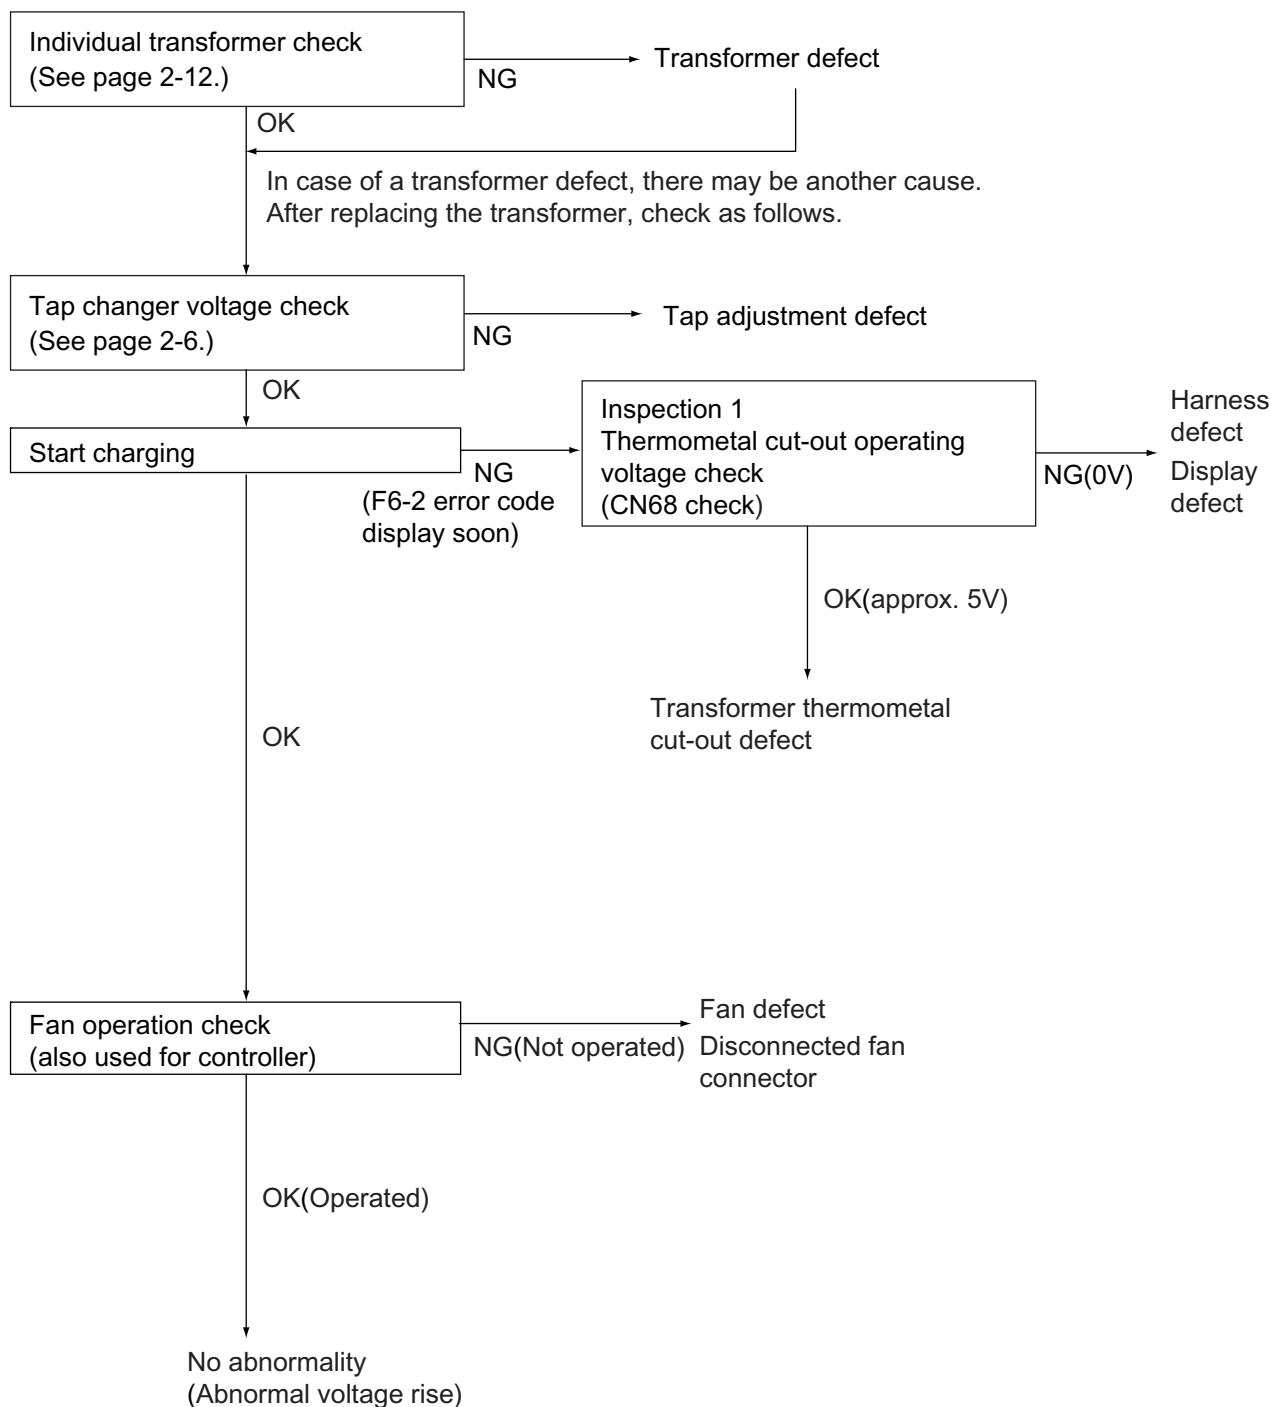 Individual transformer check
(See page 2-12.)
NG
Transformer defect
OK
In case of a transformer defect, there may be another cause.
After replacing the transformer, check as follows.
Tap changer voltage check
(See page 2-6.)
NG
Tap adjustment defect
OK
Start charging
NG
(F6-2 error code
display soon)
Inspection 1
Thermometal cut-out operating
voltage check
(CN68 check)
NG(0V)
Harness
defect
Display
defect
OK(approx. 5V)
Transformer thermometal
cut-out defect
OK
Fan operation check
(also used for controller)
NG(Not operated)
Fan defect
Disconnected fan
connector
OK(Operated)
No abnormality
(Abnormal voltage rise)